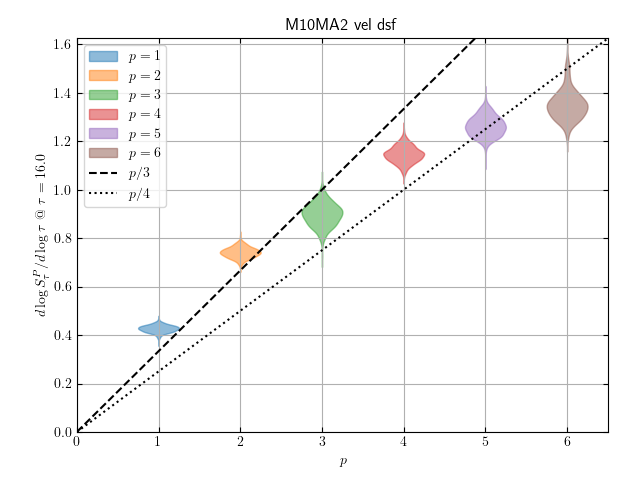 M10MA2 vel dsf
d log S_τ^P / d log τ @ τ = 16.0
1.6
1.4
1.2
1.0
0.8
0.6
0.4
0.2
0.0
p = 1
p = 2
p = 3
p = 4
p = 5
p = 6
p/3
p/4
0 1 2 3 4 5 6
p